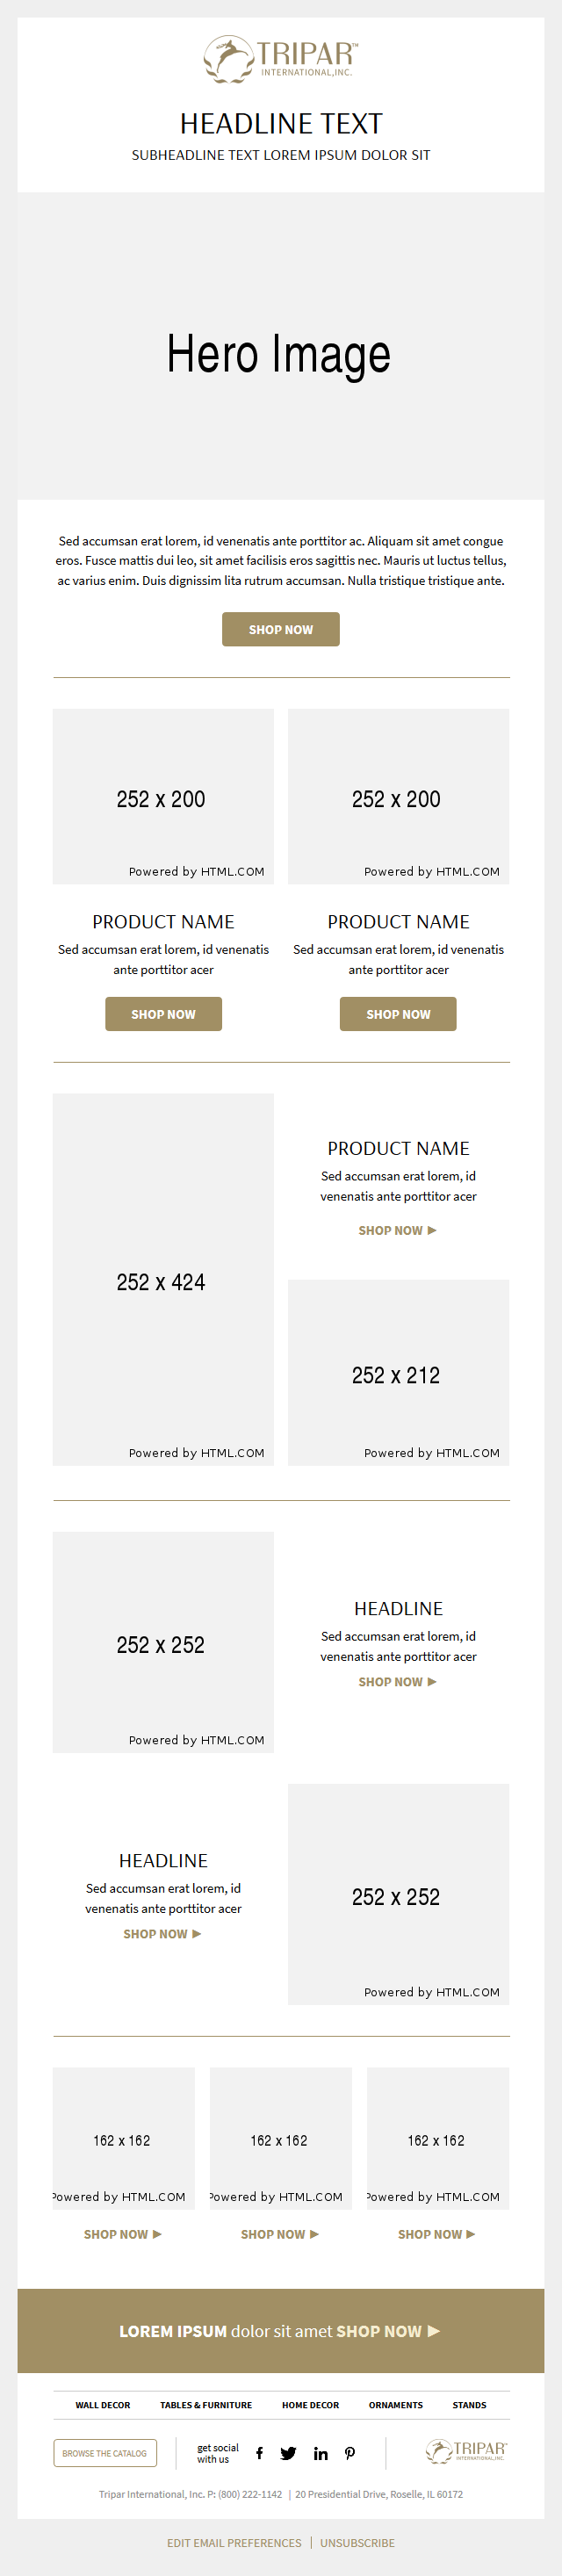 TRIPAR™
INTERNATIONAL,INC.
HEADLINE TEXT
SUBHEADLINE TEXT LOREM IPSUM DOLOR SIT
Hero Image
Sed accumsan erat lorem, id venenatis ante porttitor ac. Aliquam sit amet congue
eros. Fusce mattis dui leo, sit amet facilisis eros sagittis nec. Mauris ut luctus tellus,
ac varius enim. Duis dignissim lita rutrum accumsan. Nulla tristique tristique ante.
SHOP NOW
252 x 200
Powered by HTML.COM
252 x 200
Powered by HTML.COM
PRODUCT NAME
Sed accumsan erat lorem, id venenatis
ante porttitor acer
SHOP NOW
PRODUCT NAME
Sed accumsan erat lorem, id venenatis
ante porttitor acer
SHOP NOW
252 x 424
Powered by HTML.COM
PRODUCT NAME
Sed accumsan erat lorem, id
venenatis ante porttitor acer
SHOP NOW ▶
252 x 212
Powered by HTML.COM
252 x 252
Powered by HTML.COM
HEADLINE
Sed accumsan erat lorem, id
venenatis ante porttitor acer
SHOP NOW ▶
HEADLINE
Sed accumsan erat lorem, id
venenatis ante porttitor acer
SHOP NOW ▶
252 x 252
Powered by HTML.COM
162 x 162
Powered by HTML.COM
SHOP NOW ▶
162 x 162
Powered by HTML.COM
SHOP NOW ▶
162 x 162
Powered by HTML.COM
SHOP NOW ▶
LOREM IPSUM dolor sit amet SHOP NOW ▶
WALL DECOR TABLES & FURNITURE HOME DECOR ORNAMENTS STANDS
BROWSE THE CATALOG
get social
with us
TRIPAR™
INTERNATIONAL,INC.
Tripar International, Inc. P: (800) 222-1142 | 20 Presidential Drive, Roselle, IL 60172
EDIT EMAIL PREFERENCES | UNSUBSCRIBE